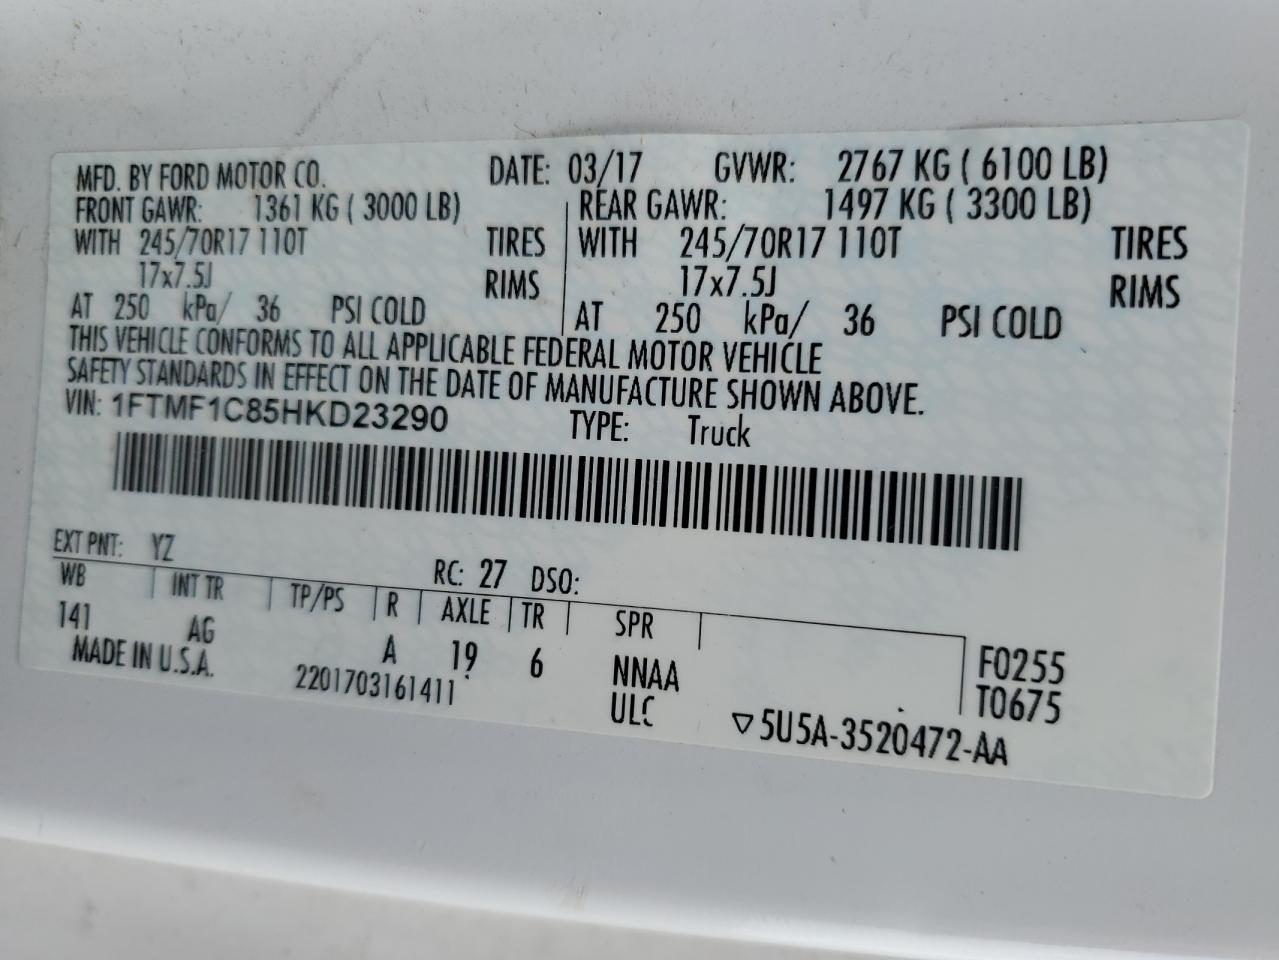 MFD. BY FORD MOTOR CO. DATE: 03/17 GVWR: 2767 KG ( 6100 LB)
FRONT GAWR: 1361 KG ( 3000 LB) REAR GAWR: 1497 KG ( 3300 LB)
WITH 245/70R17 110T TIRES WITH 245/70R17 110T TIRES
17x7.5J RIMS 17x7.5J RIMS
AT 250 kPa/ 36 PSI COLD AT 250 kPa/ 36 PSI COLD
THIS VEHICLE CONFORMS TO ALL APPLICABLE FEDERAL MOTOR VEHICLE
SAFETY STANDARDS IN EFFECT ON THE DATE OF MANUFACTURE SHOWN ABOVE.
VIN: 1FTMF1C85HKD23290 TYPE: Truck
EXT PNT: YZ RC: 27 DSO:
WB INT TR TP/PS R AXLE TR SPR
141 AG A 19 6 NNAA F0255
MADE IN U.S.A. 2201703161411 ULC T0675
▽5U5A-3520472-AA